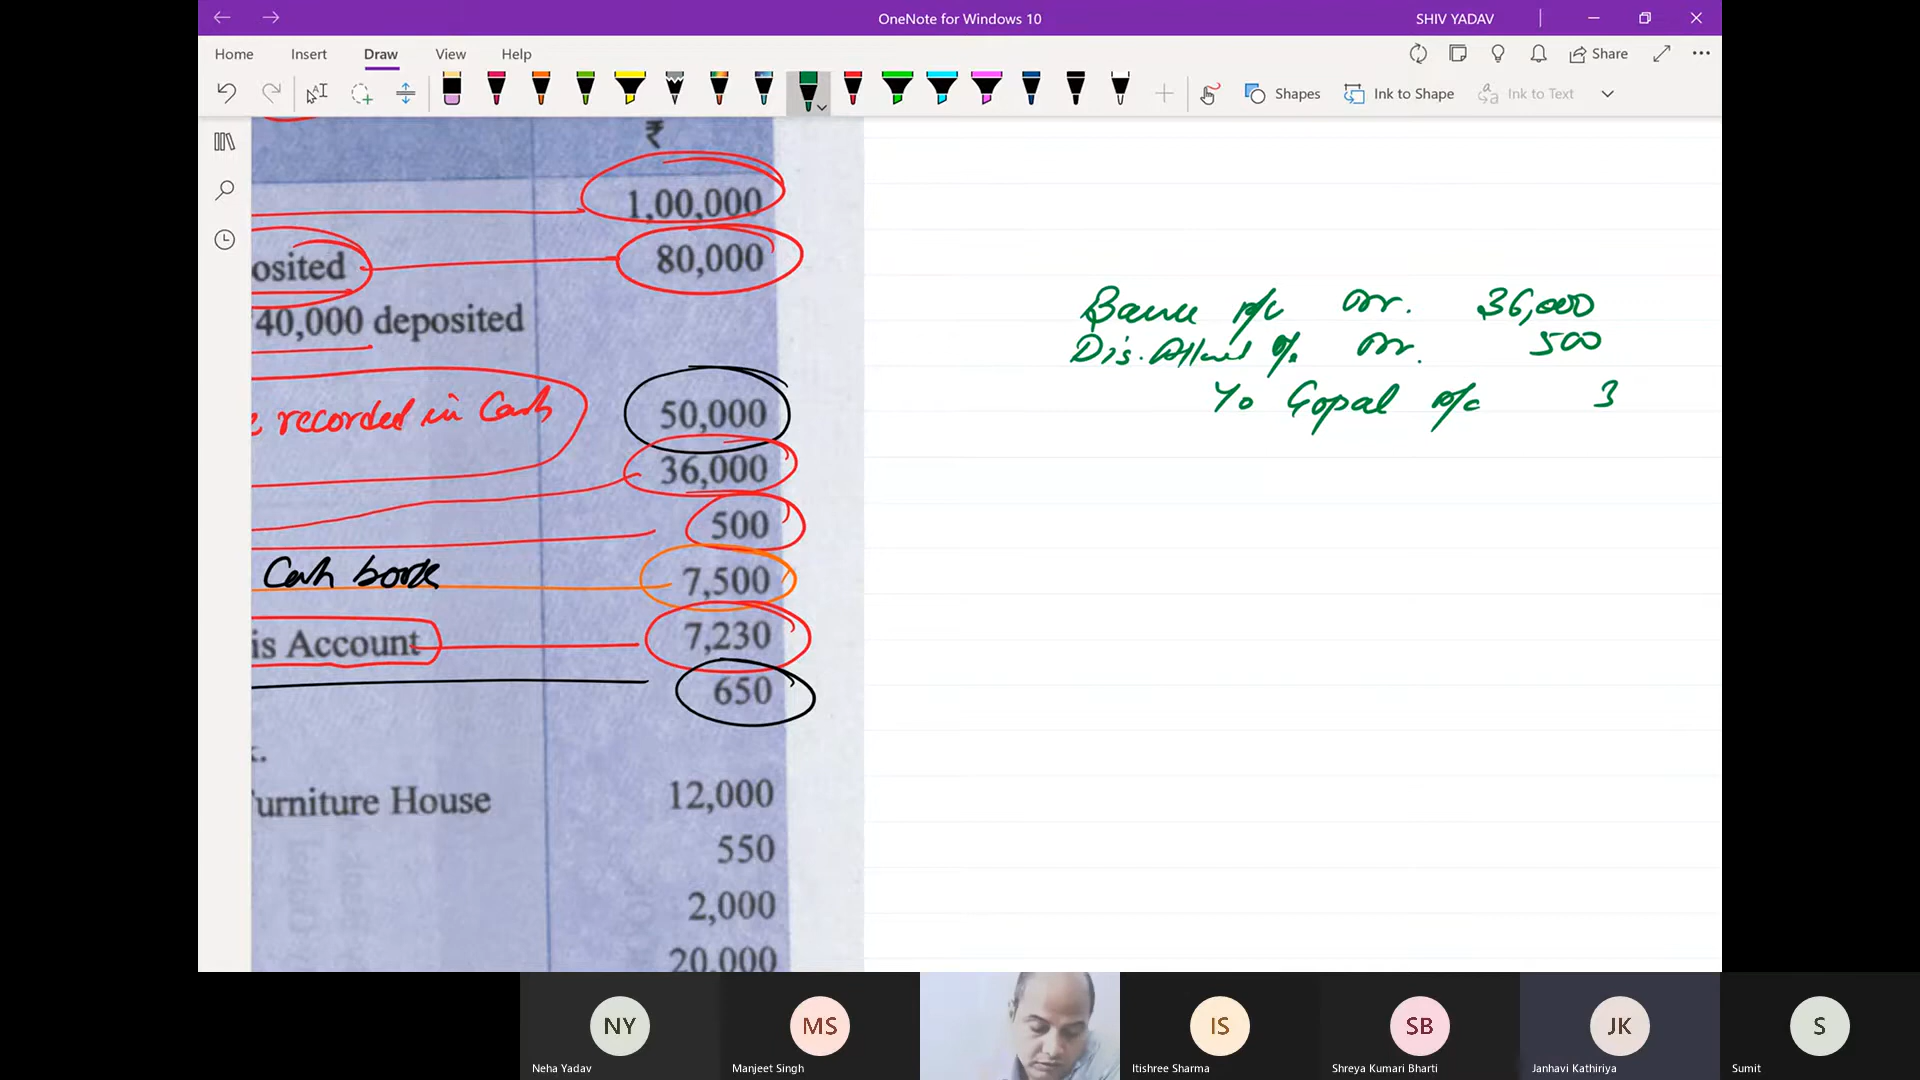 OneNote for Windows 10
SHIV YADAV
Home Insert Draw View Help
Share
Shapes
Ink to Shape
Ink to Text
₹
1,00,000
osited 80,000
40,000 deposited
50,000
recorded in Cash
36,000
500
Cash book 7,500
is Account 7,230
650
k.
urniture House 12,000
550
2,000
20,000
Dr. 36,000
Dis. Dr. 500
To Gopal A/c 3
NY
MS
IS
SB
JK
S
Neha Yadav
Manjeet Singh
Itishree Sharma
Shreya Kumari Bharti
Janhavi Kathiriya
Sumit